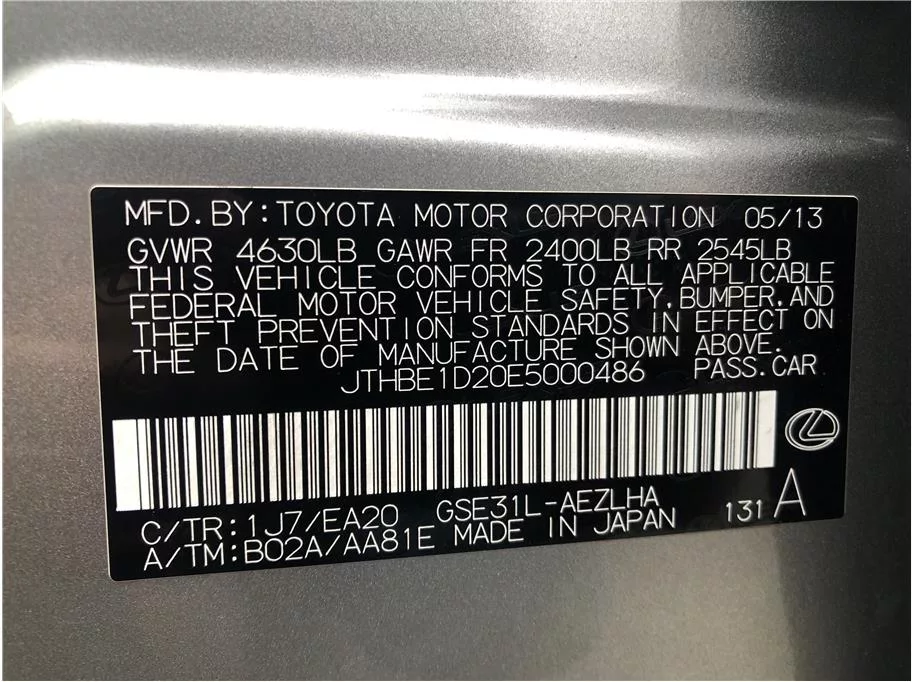 MFD.BY:TOYOTA MOTOR CORPORATION 05/13
GVWR 4630LB GAWR FR 2400LB RR 2545LB
THIS VEHICLE CONFORMS TO ALL APPLICABLE
FEDERAL MOTOR VEHICLE SAFETY,BUMPER,AND
THEFT PREVENTION STANDARDS IN EFFECT ON
THE DATE OF MANUFACTURE SHOWN ABOVE.
JTHBE1D20E5000486 PASS.CAR
C/TR:1J7/EA20 GSE31L-AEZLHA 131 A
A/TM:B02A/AA81E MADE IN JAPAN